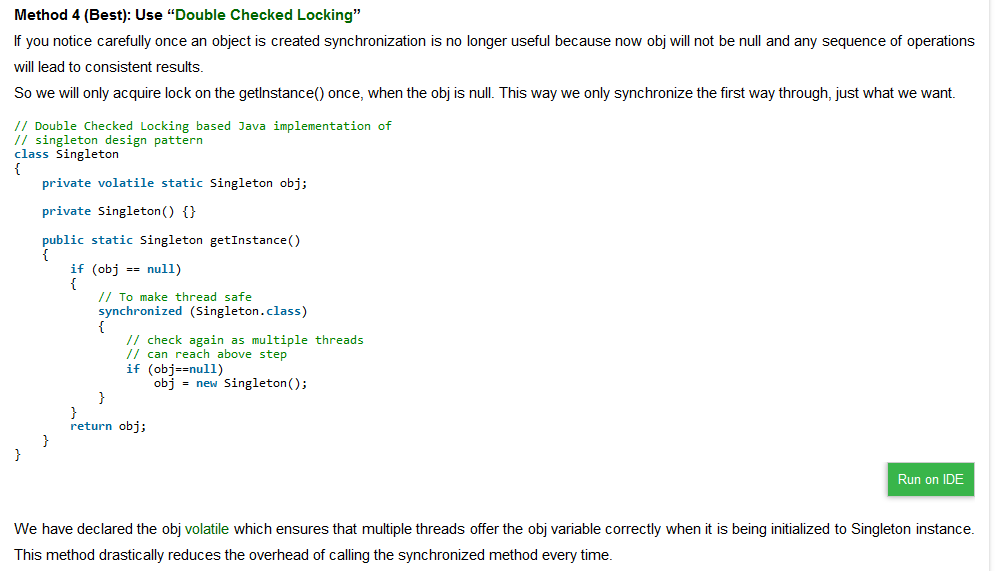 Method 4 (Best): Use “Double Checked Locking”
If you notice carefully once an object is created synchronization is no longer useful because now obj will not be null and any sequence of operations
will lead to consistent results.
So we will only acquire lock on the getInstance() once, when the obj is null. This way we only synchronize the first way through, just what we want.
// Double Checked Locking based Java implementation of
// singleton design pattern
class Singleton
{
    private volatile static Singleton obj;
    private Singleton() {}
    public static Singleton getInstance()
    {
        if (obj == null)
        {
            // To make thread safe
            synchronized (Singleton.class)
            {
                // check again as multiple threads
                // can reach above step
                if (obj==null)
                    obj = new Singleton();
            }
        }
        return obj;
    }
}
Run on IDE
We have declared the obj volatile which ensures that multiple threads offer the obj variable correctly when it is being initialized to Singleton instance.
This method drastically reduces the overhead of calling the synchronized method every time.